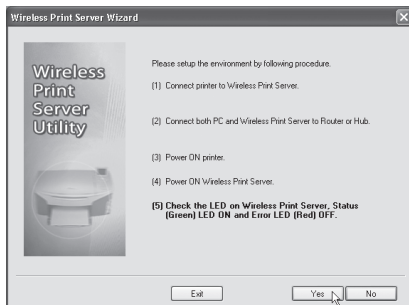 Wireless Print Server Wizard
Wireless
Print
Server
Utility
Please setup the environment by following procedure.
(1) Connect printer to Wireless Print Server.
(2) Connect both PC and Wireless Print Server to Router or Hub.
(3) Power ON printer.
(4) Power ON Wireless Print Server.
(5) Check the LED on Wireless Print Server, Status
(Green) LED ON and Error LED (Red) OFF.
Exit
Yes
No